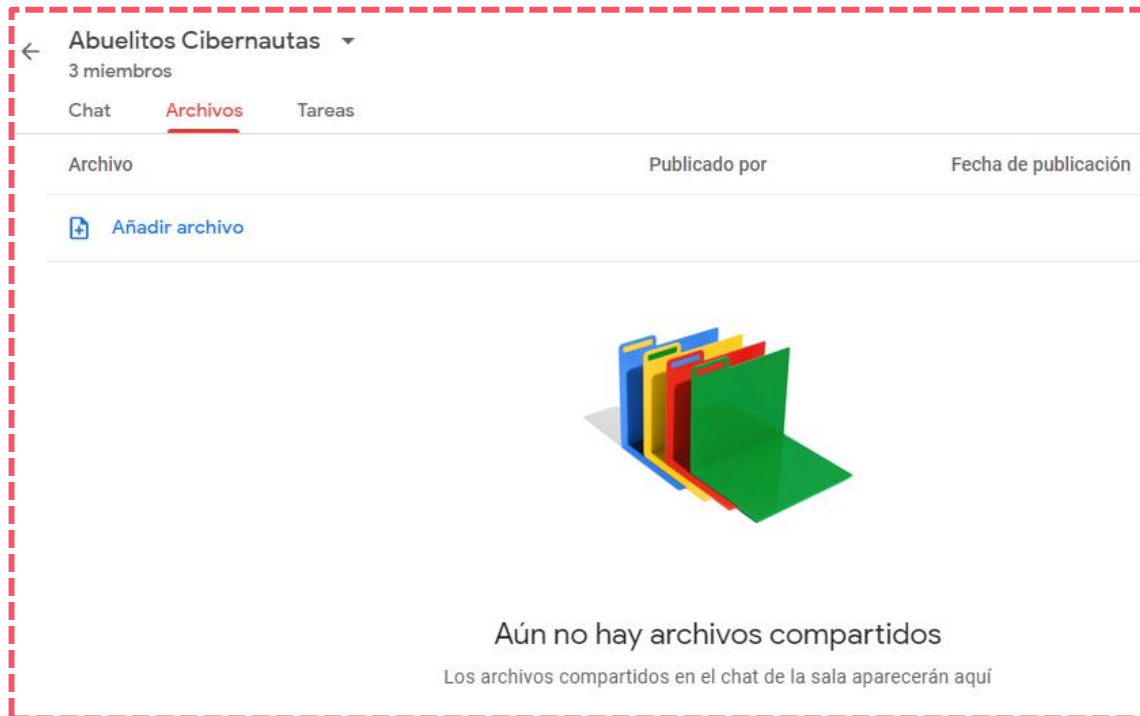 Abuelitos Cibernautas
3 miembros
Chat Archivos Tareas
Archivo Publicado por Fecha de publicación
Añadir archivo
Aún no hay archivos compartidos
Los archivos compartidos en el chat de la sala aparecerán aquí